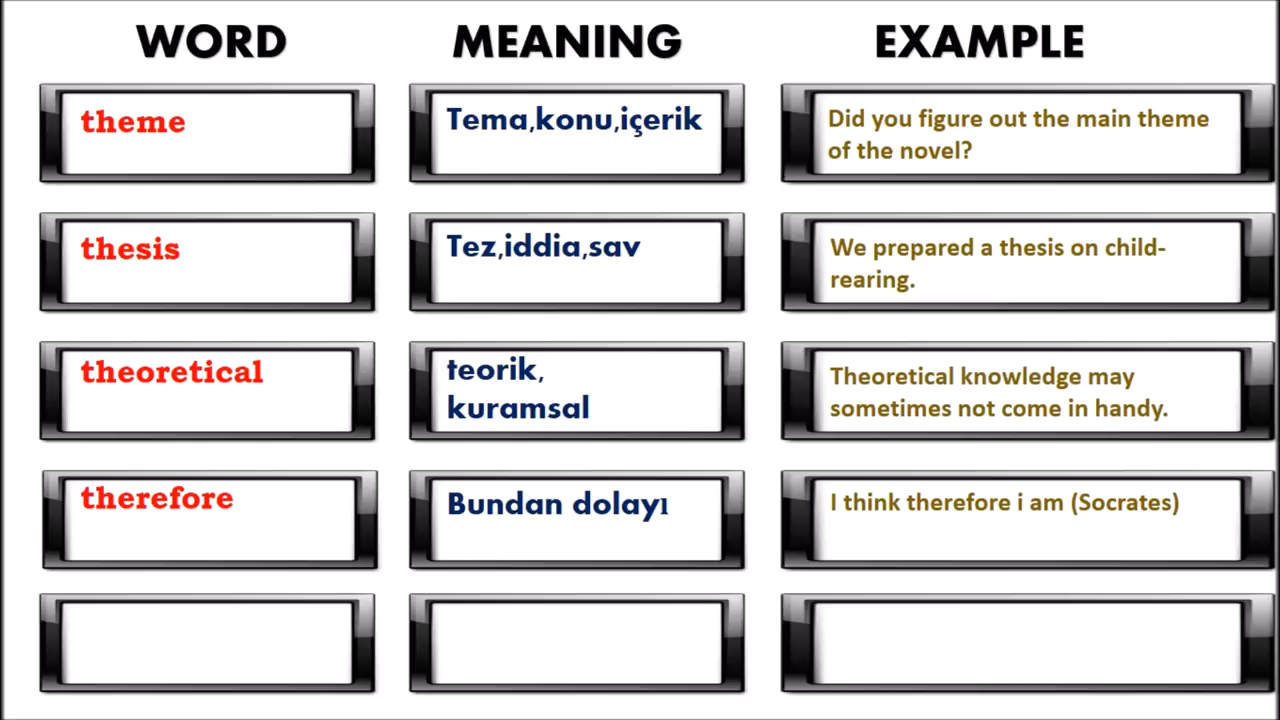 WORD MEANING EXAMPLE
theme
Tema,konu,içerik
Did you figure out the main theme
of the novel?
thesis
Tez,iddia,sav
We prepared a thesis on child-
rearing.
theoretical
teorik,
kuramsal
Theoretical knowledge may
sometimes not come in handy.
therefore
Bundan dolayı
I think therefore i am (Socrates)